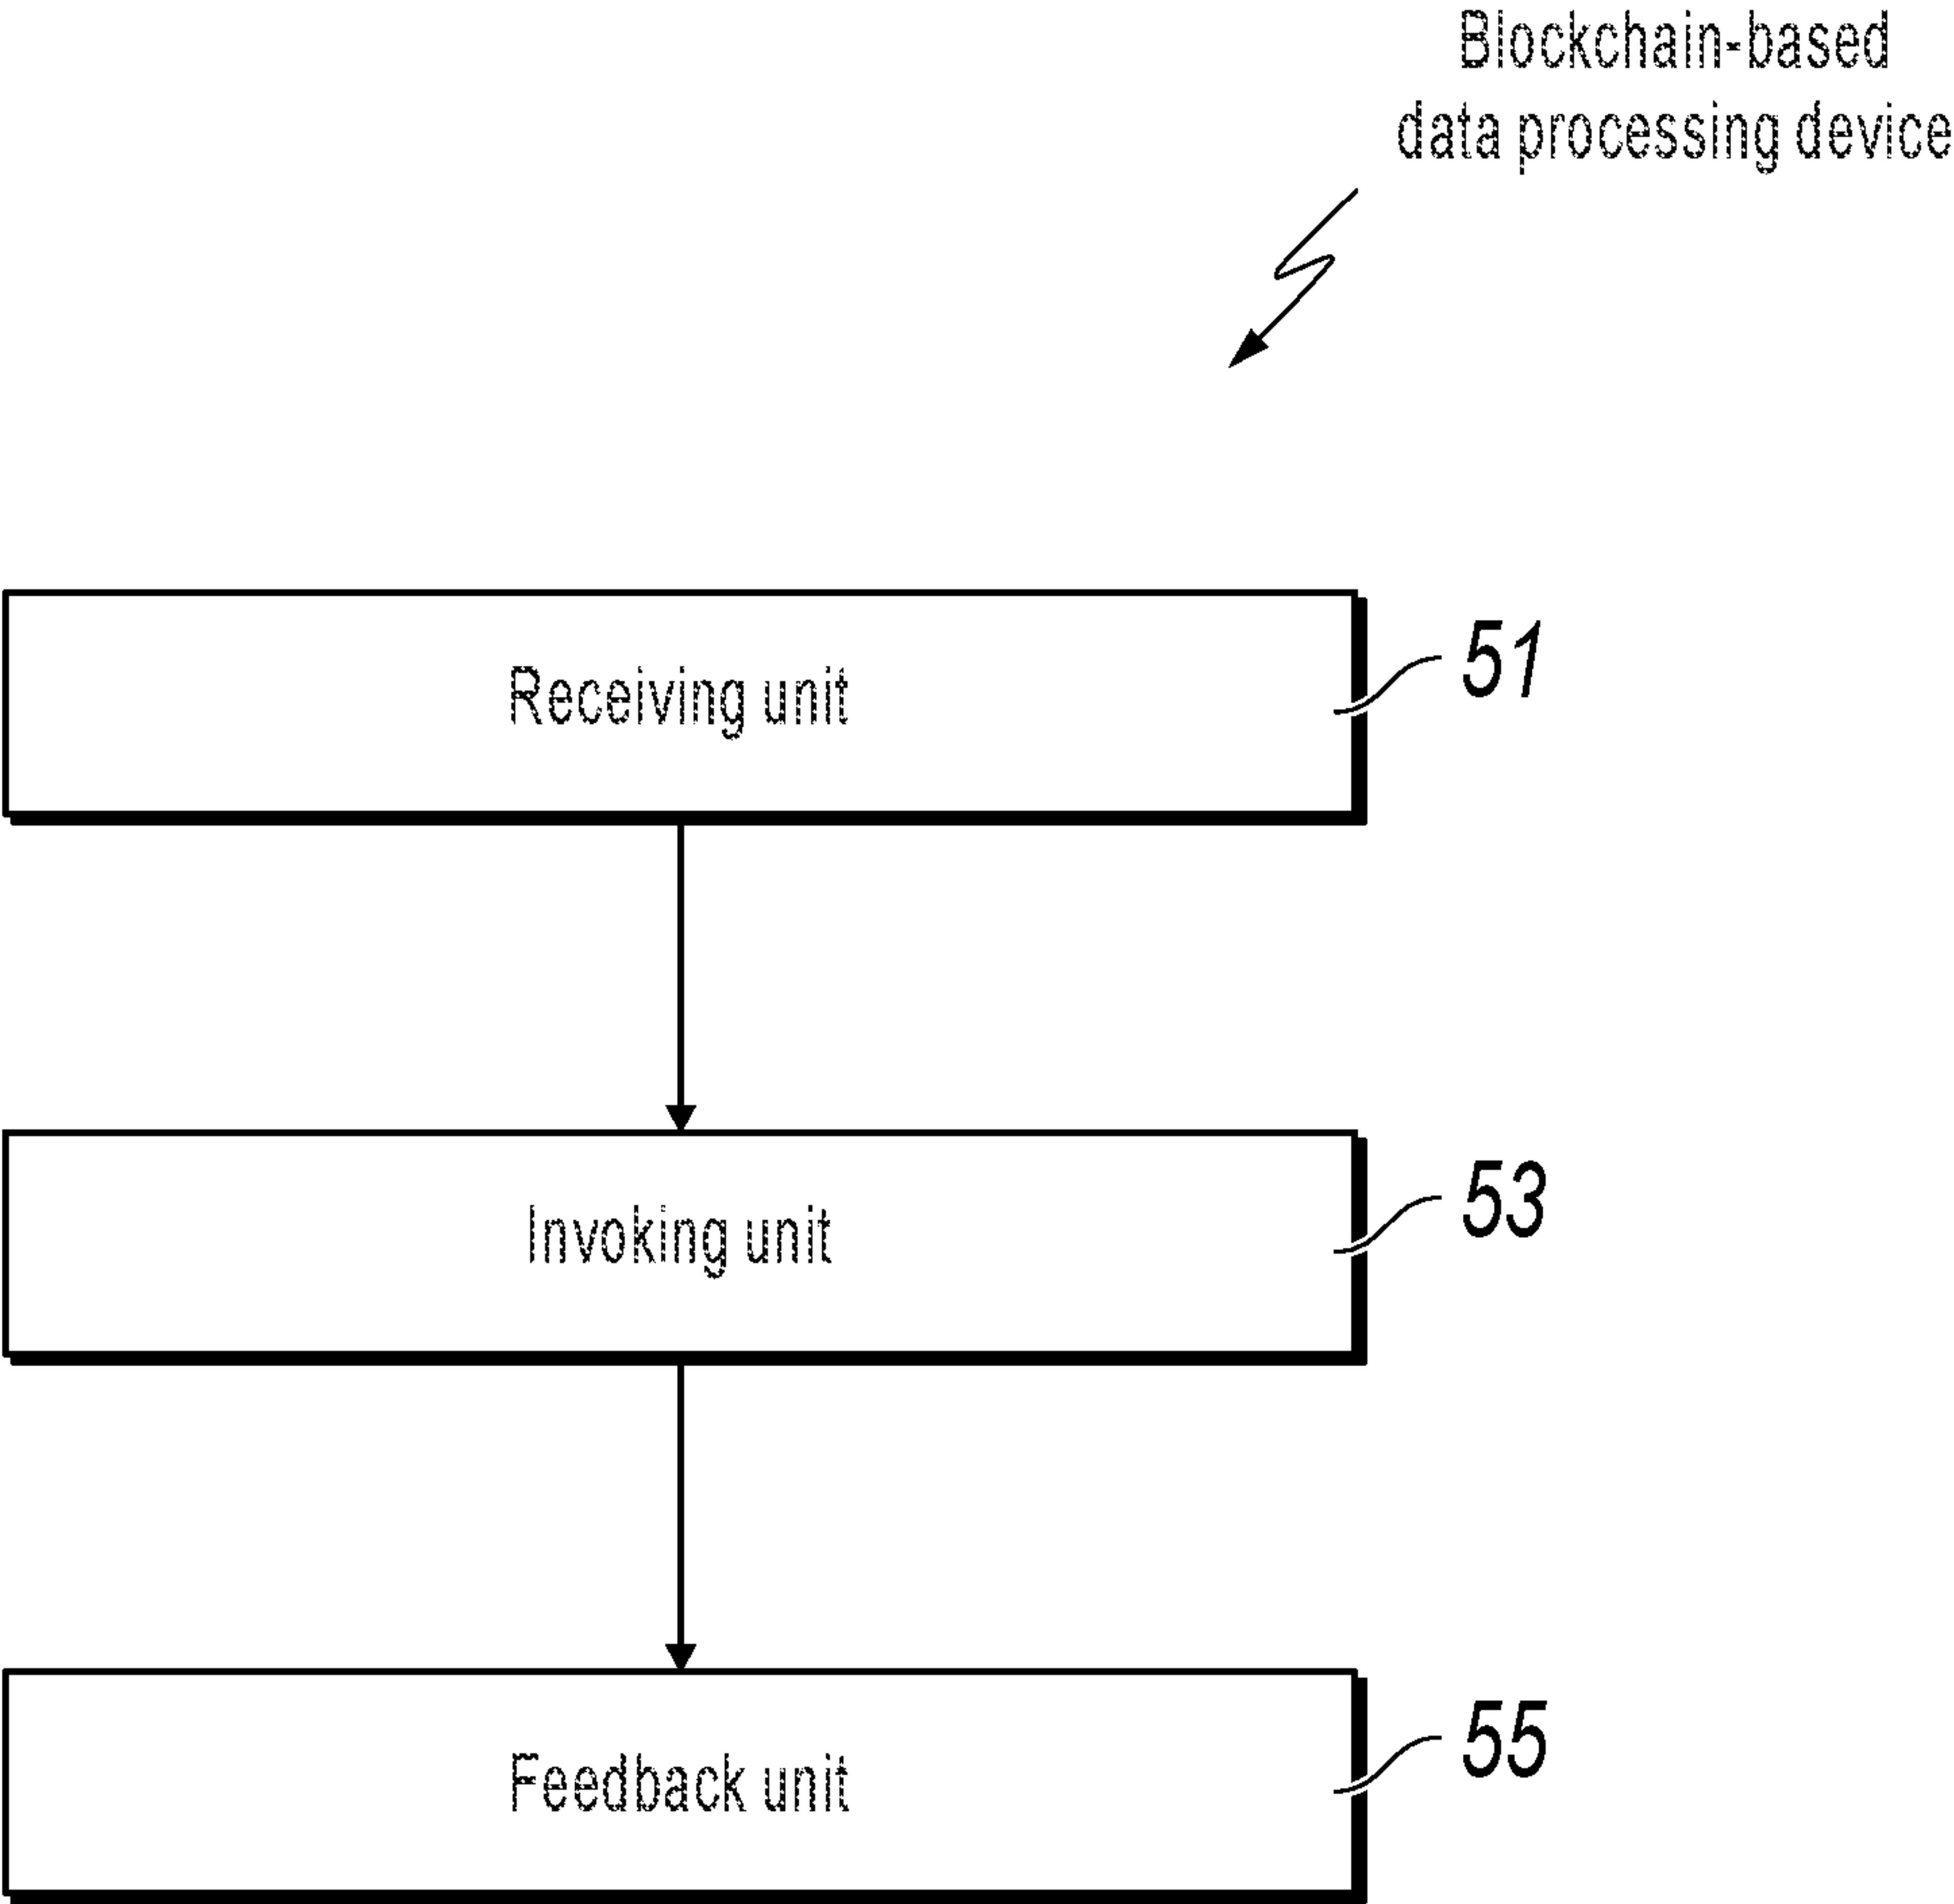 Blockchain-based
data processing device
Receiving unit
51
Invoking unit
53
Feedback unit
55